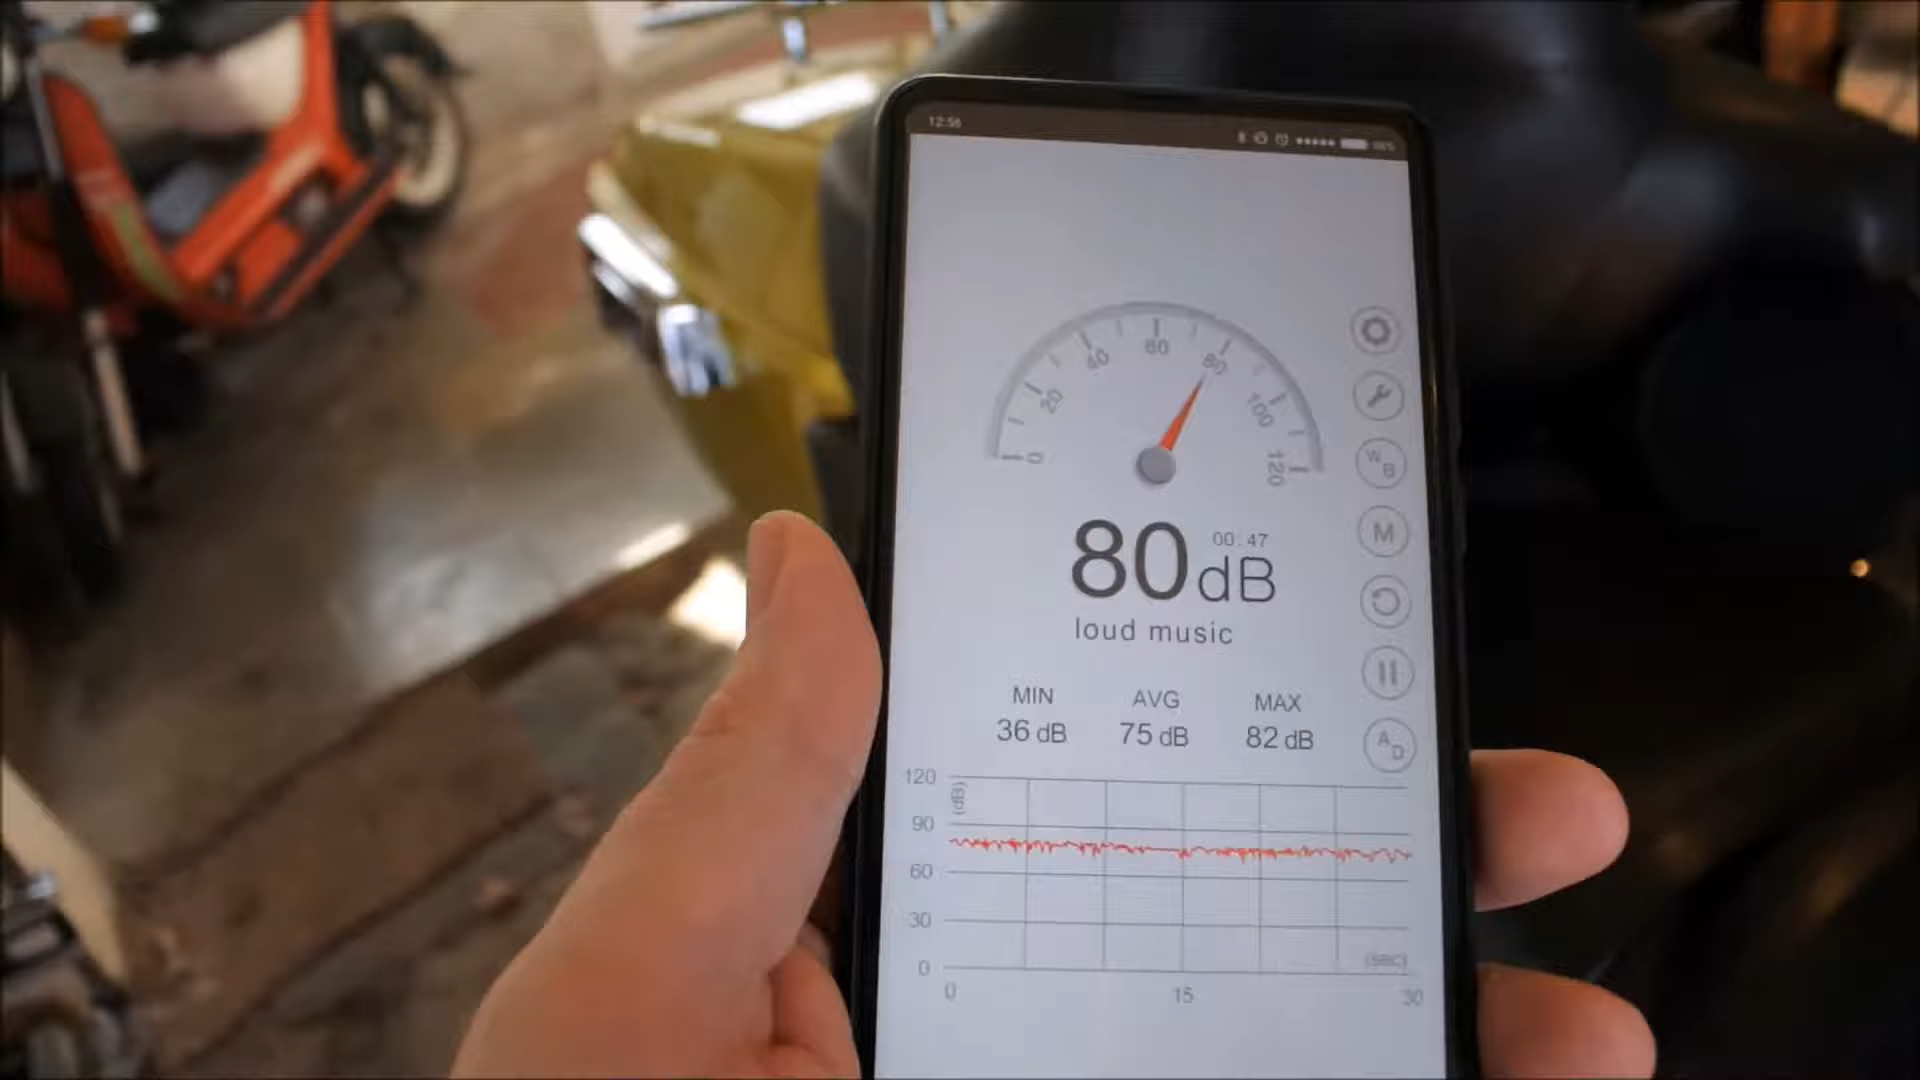 12:56
0
20
40
60
80
100
120
W B
M
00:47
80 dB
loud music
MIN AVG MAX
36 dB 75 dB 82 dB
A D
120
(dB)
90
60
30
0
(sec)
0 15 30